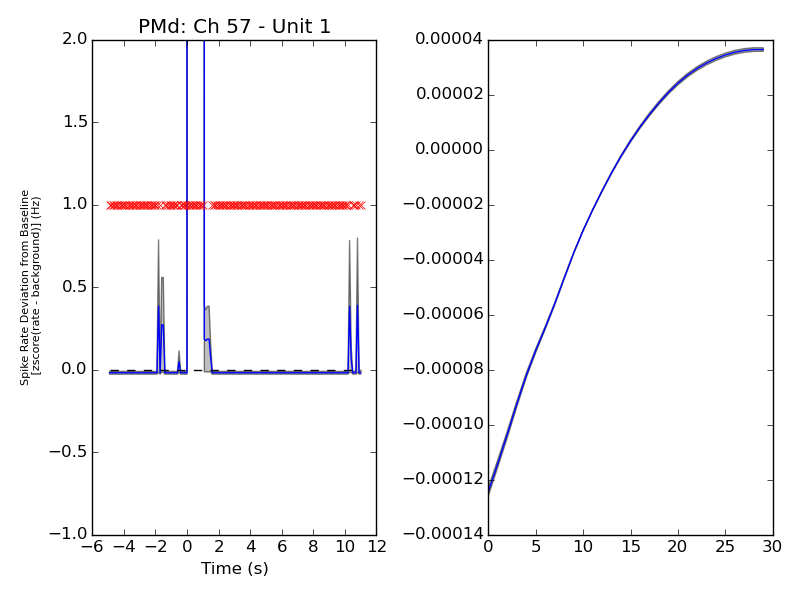 PMd: Ch 57 - Unit 1
2.0
1.5
1.0
0.5
0.0
−0.5
−1.0
−6 −4 −2 0 2 4 6 8 10 12
Time (s)
Spike Rate Deviation from Baseline
[zscore(rate - background)] (Hz)
0.00004
0.00002
0.00000
−0.00002
−0.00004
−0.00006
−0.00008
−0.00010
−0.00012
−0.00014
0 5 10 15 20 25 30